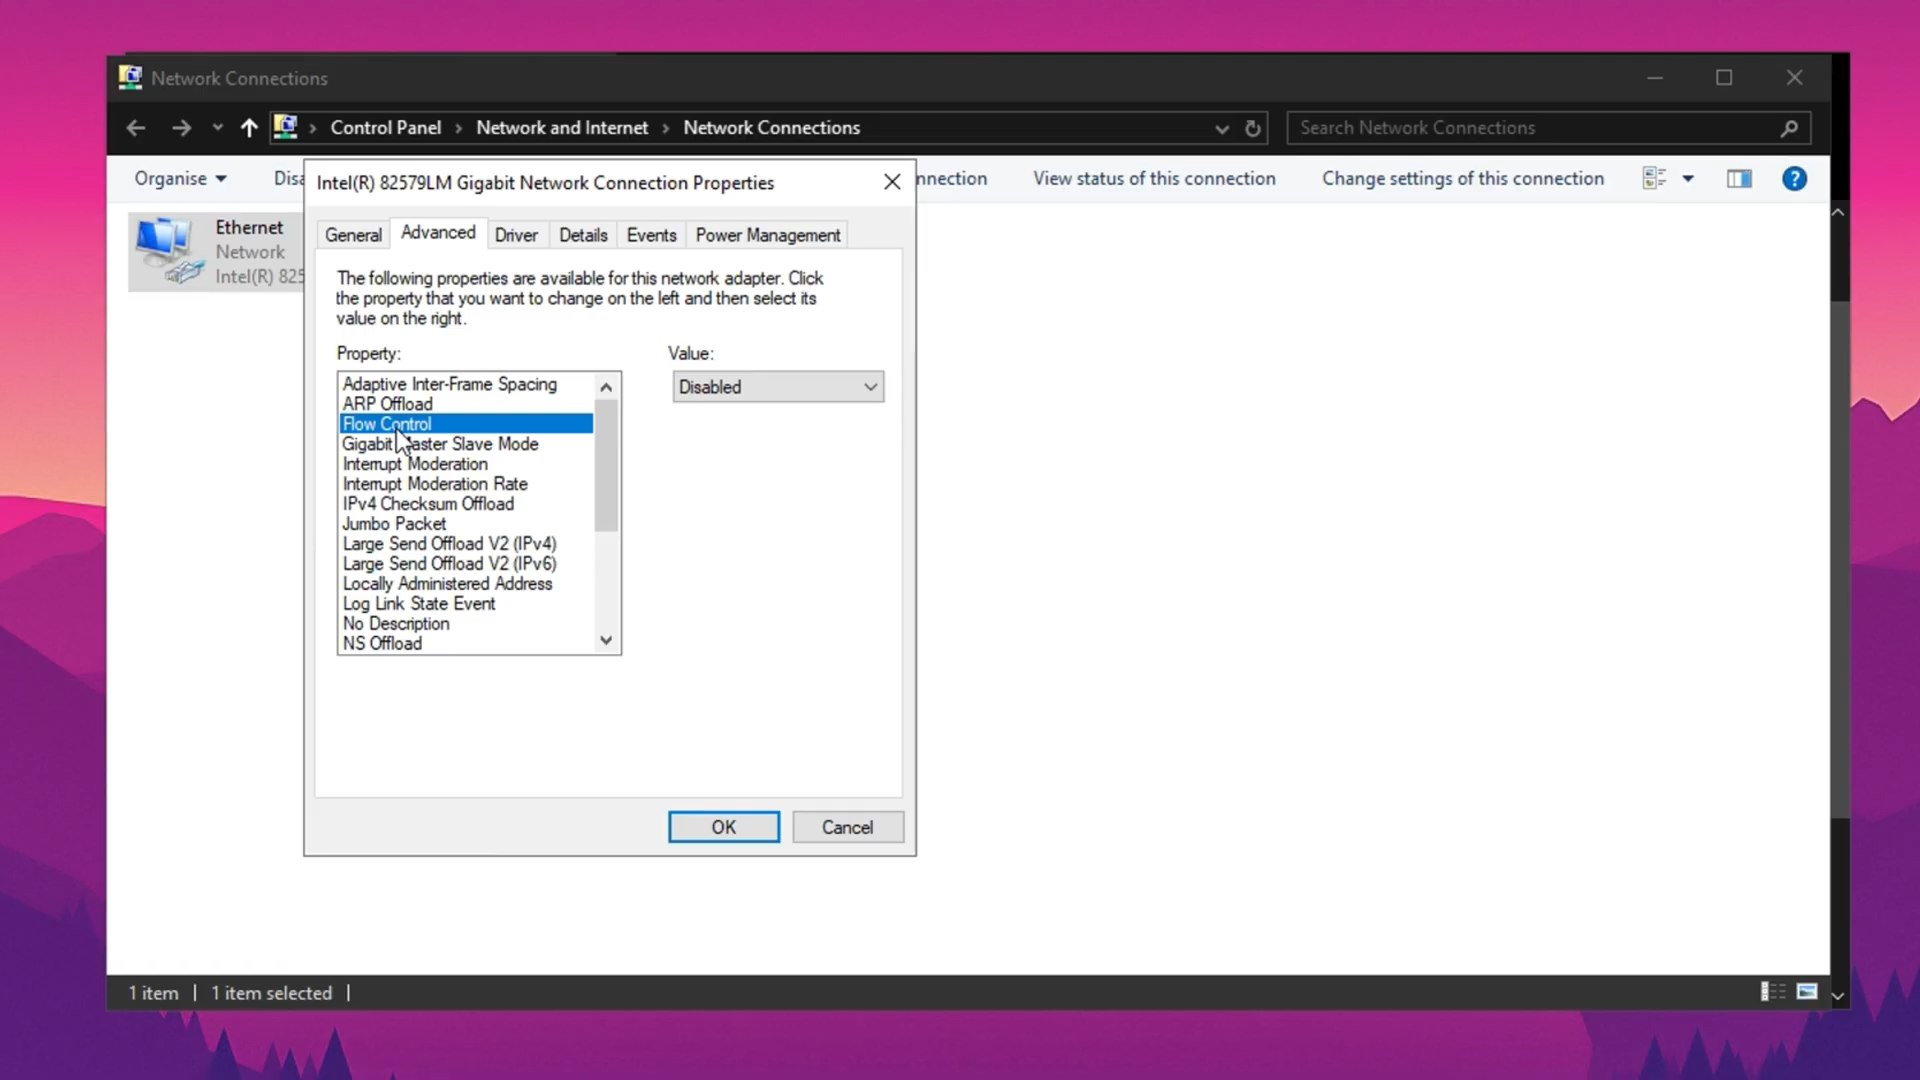 Network Connections
Control Panel > Network and Internet > Network Connections
Search Network Connections
Organise
Disa
nnection
View status of this connection
Change settings of this connection
Ethernet
Network
Intel(R) 825
Intel(R) 82579LM Gigabit Network Connection Properties
General
Advanced
Driver
Details
Events
Power Management
The following properties are available for this network adapter. Click
the property that you want to change on the left and then select its
value on the right.
Property:
Value:
Adaptive Inter-Frame Spacing
ARP Offload
Flow Control
Gigabit Master Slave Mode
Interrupt Moderation
Interrupt Moderation Rate
IPv4 Checksum Offload
Jumbo Packet
Large Send Offload V2 (IPv4)
Large Send Offload V2 (IPv6)
Locally Administered Address
Log Link State Event
No Description
NS Offload
Disabled
OK
Cancel
1 item | 1 item selected |